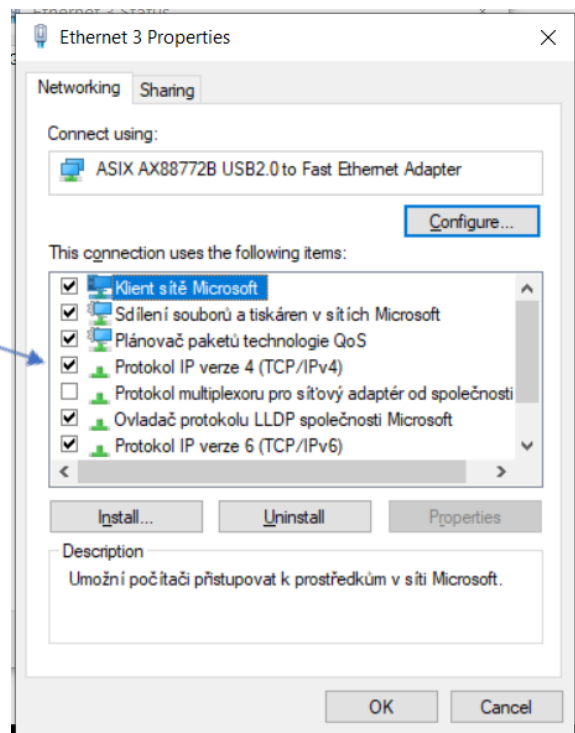 Ethernet 3 Status
Ethernet 3 Properties
Networking Sharing
Connect using:
ASIX AX88772B USB2.0 to Fast Ethernet Adapter
Configure...
This connection uses the following items:
Klient sítě Microsoft
Sdílení souborů a tiskáren v sítích Microsoft
Plánovač paketů technologie QoS
Protokol IP verze 4 (TCP/IPv4)
Protokol multiplexoru pro síťový adaptér od společnosti
Ovladač protokolu LLDP společnosti Microsoft
Protokol IP verze 6 (TCP/IPv6)
Install... Uninstall Properties
Description
Umožní počítači přistupovat k prostředkům v síti Microsoft.
OK Cancel